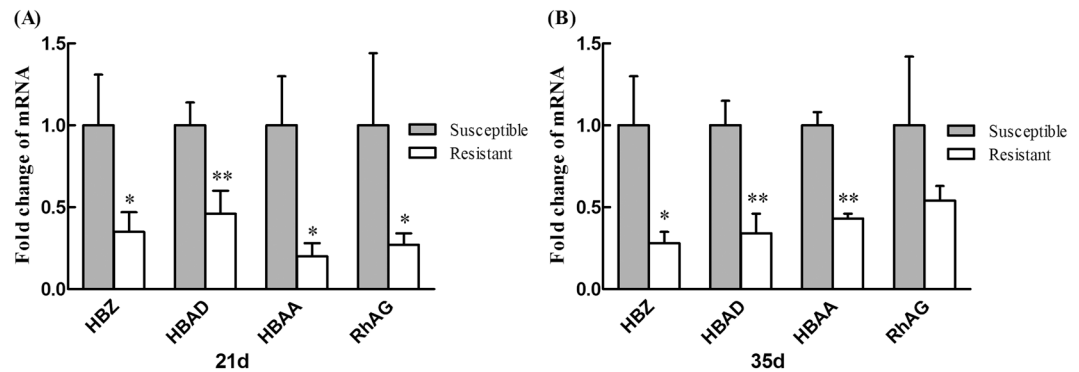 (A)
Fold change of mRNA
1.5
1.0
0.5
0.0
*
**
*
*
Susceptible
Resistant
HBZ
HBAD
HBAA
RhAG
21d
(B)
Fold change of mRNA
1.5
1.0
0.5
0.0
*
**
**
Susceptible
Resistant
HBZ
HBAD
HBAA
RhAG
35d